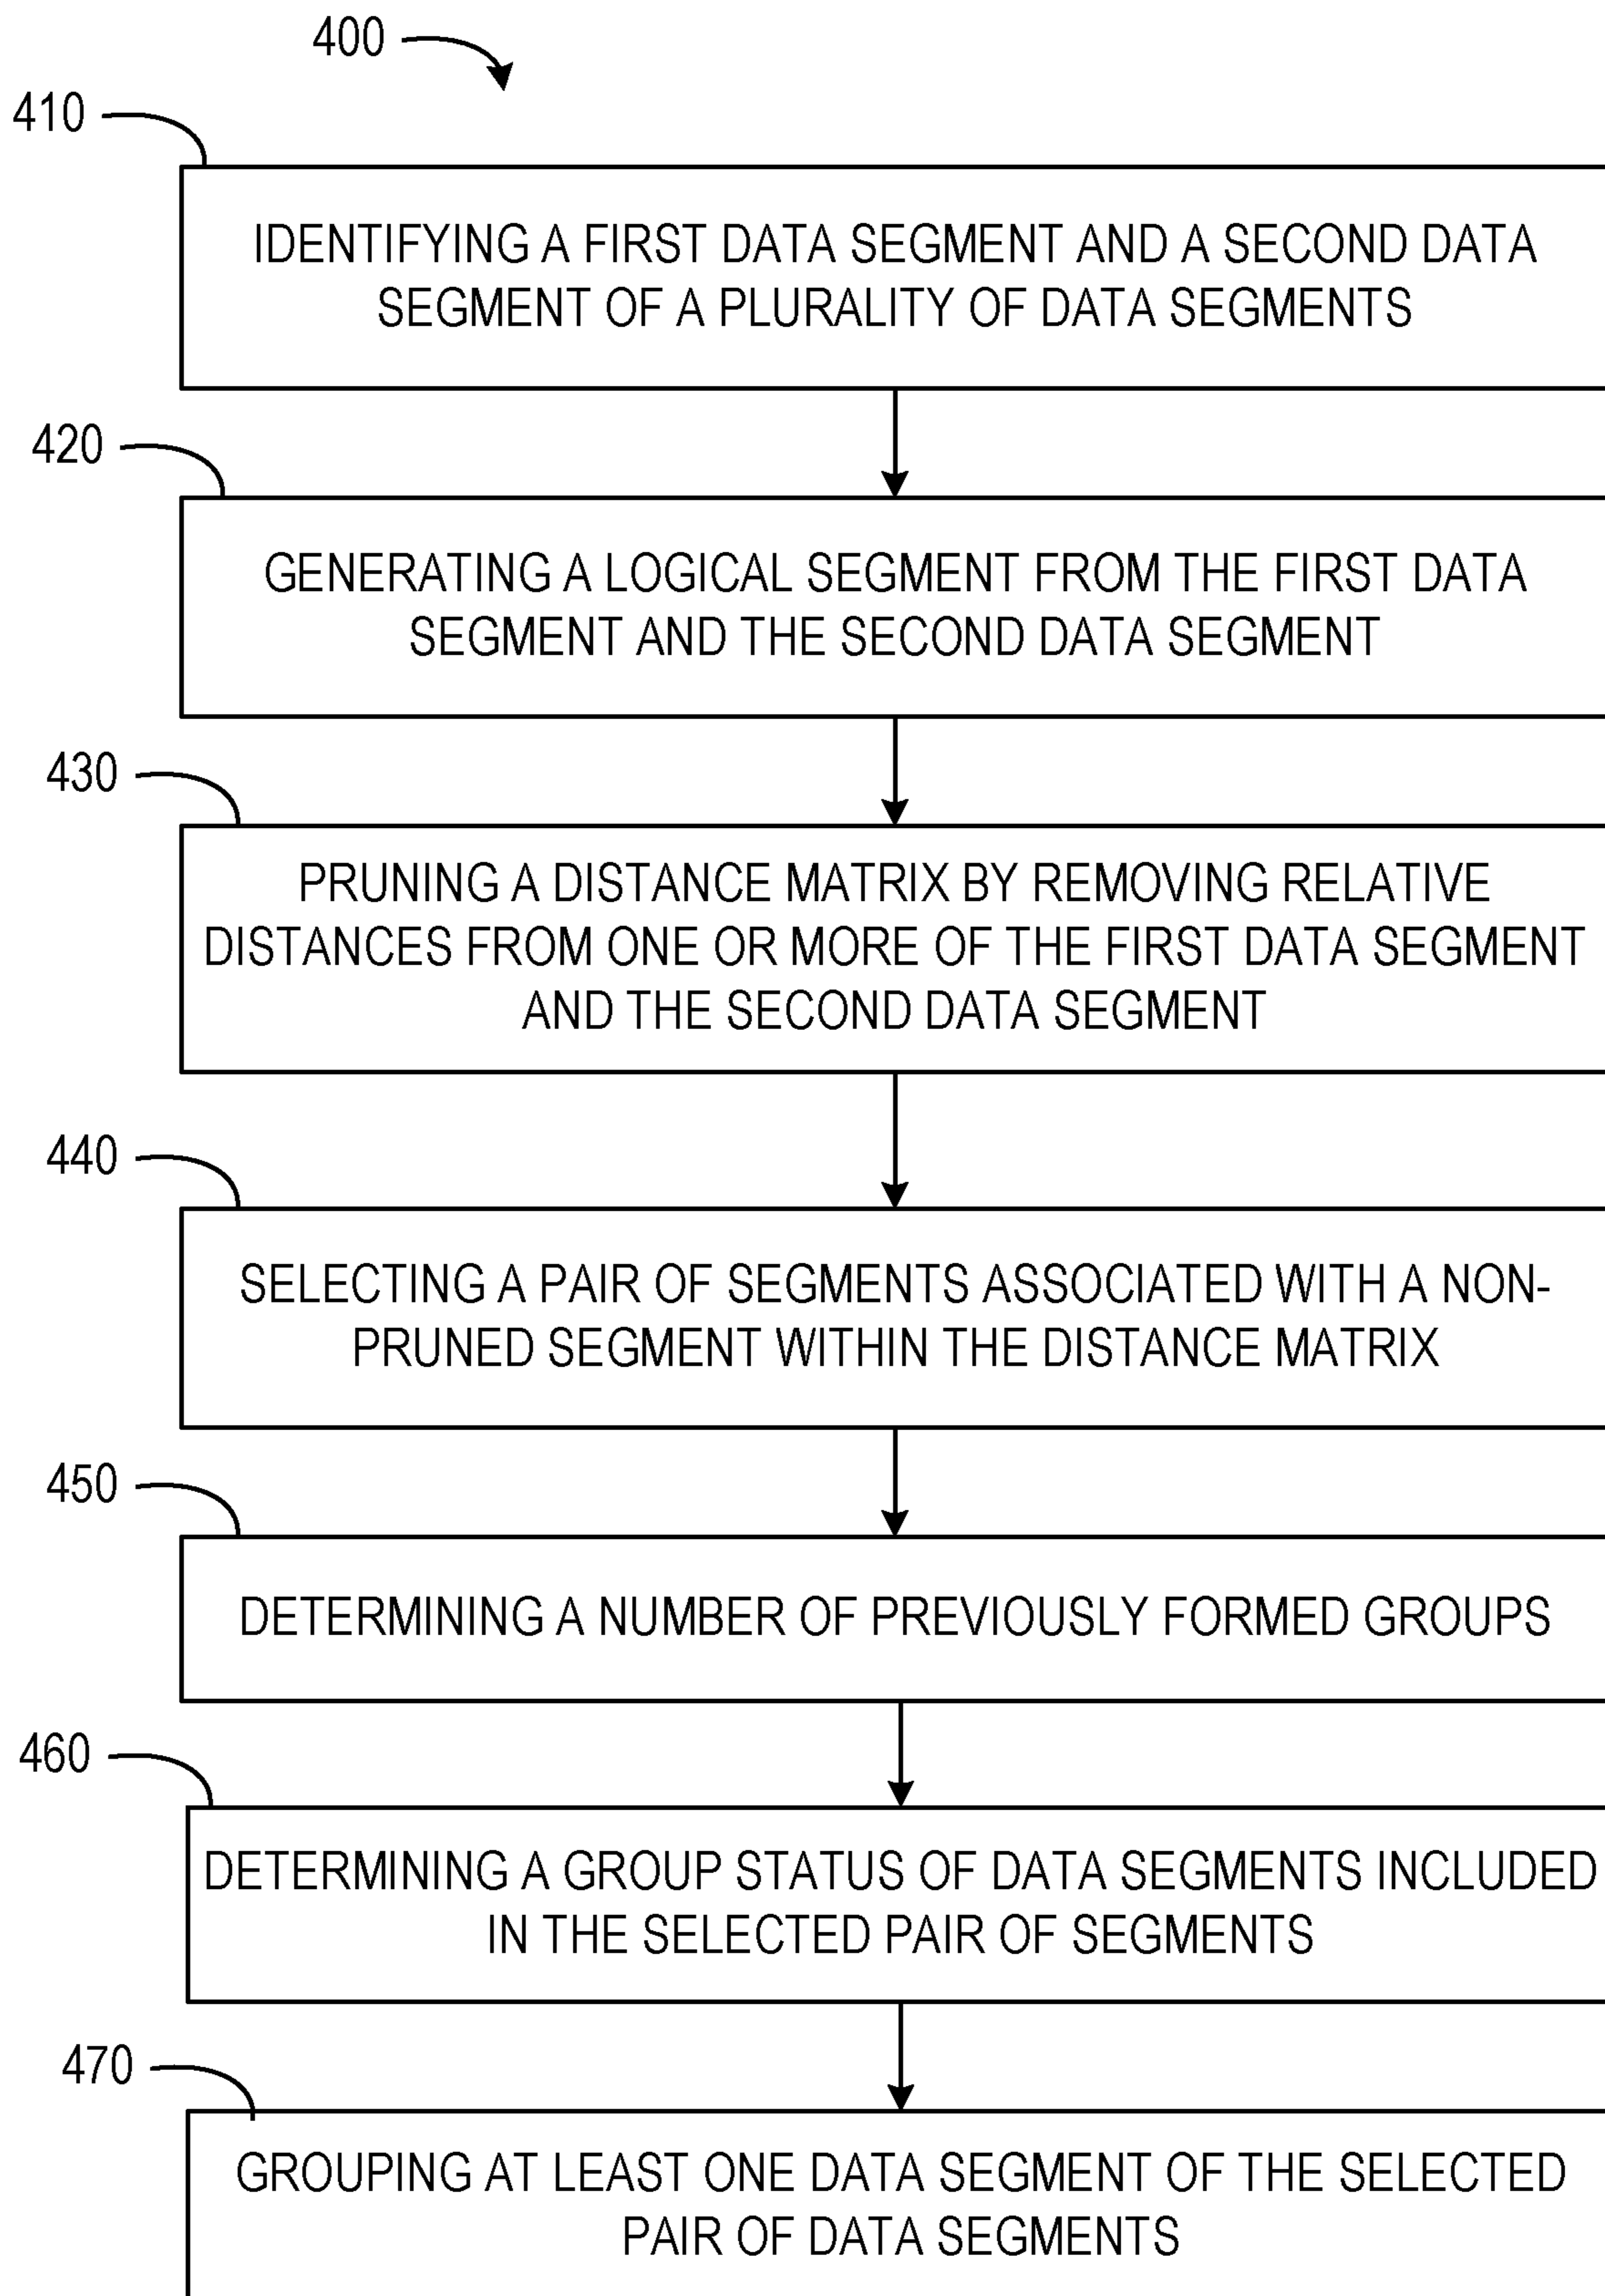 400
410
IDENTIFYING A FIRST DATA SEGMENT AND A SECOND DATA
SEGMENT OF A PLURALITY OF DATA SEGMENTS
420
GENERATING A LOGICAL SEGMENT FROM THE FIRST DATA
SEGMENT AND THE SECOND DATA SEGMENT
430
PRUNING A DISTANCE MATRIX BY REMOVING RELATIVE
DISTANCES FROM ONE OR MORE OF THE FIRST DATA SEGMENT
AND THE SECOND DATA SEGMENT
440
SELECTING A PAIR OF SEGMENTS ASSOCIATED WITH A NON-
PRUNED SEGMENT WITHIN THE DISTANCE MATRIX
450
DETERMINING A NUMBER OF PREVIOUSLY FORMED GROUPS
460
DETERMINING A GROUP STATUS OF DATA SEGMENTS INCLUDED
IN THE SELECTED PAIR OF SEGMENTS
470
GROUPING AT LEAST ONE DATA SEGMENT OF THE SELECTED
PAIR OF DATA SEGMENTS